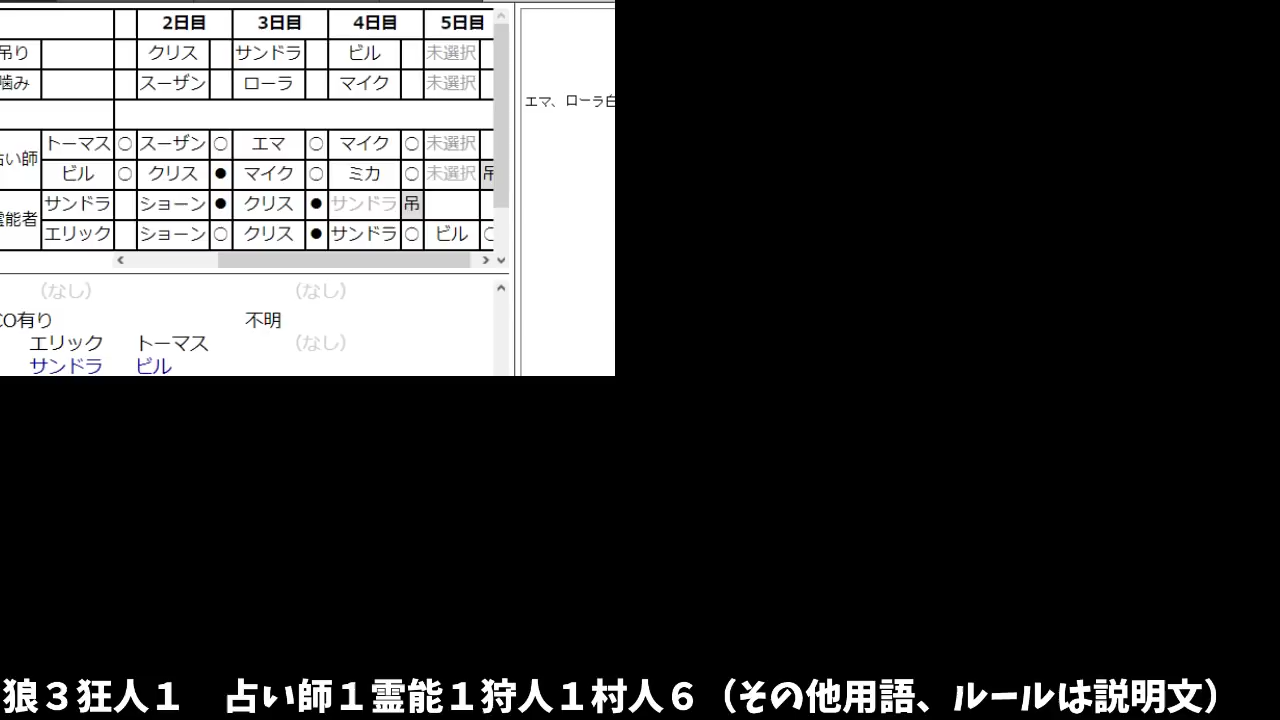 2日目 3日目 4日目 5日目
吊り クリス サンドラ ビル 未選択
噛み スーザン ローラ マイク 未選択
エマ、ローラ白
占い師 トーマス ○ スーザン ○ エマ ○ マイク ○ 未選択
ビル ○ クリス ● マイク ○ ミカ ○ 未選択 吊
霊能者 サンドラ ショーン ● クリス ● サンドラ 吊
エリック ショーン ○ クリス ● サンドラ ○ ビル ○
(なし) (なし)
CO有り 不明
エリック トーマス (なし)
サンドラ ビル
狼３狂人１　占い師１霊能１狩人１村人６（その他用語、ルールは説明文）